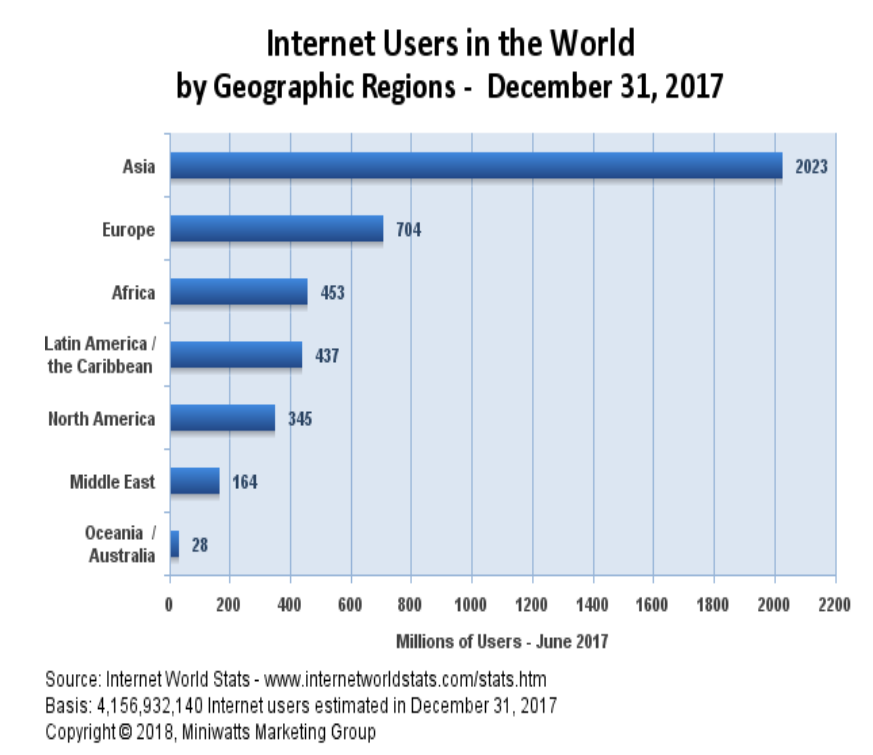 Internet Users in the World
by Geographic Regions - December 31, 2017
Asia
2023
Europe
704
Africa
453
Latin America /
the Caribbean
437
North America
345
Middle East
164
Oceania /
Australia
28
0 200 400 600 800 1000 1200 1400 1600 1800 2000 2200
Millions of Users - June 2017
Source: Internet World Stats - www.internetworldstats.com/stats.htm
Basis: 4,156,932,140 Internet users estimated in December 31, 2017
Copyright © 2018, Miniwatts Marketing Group